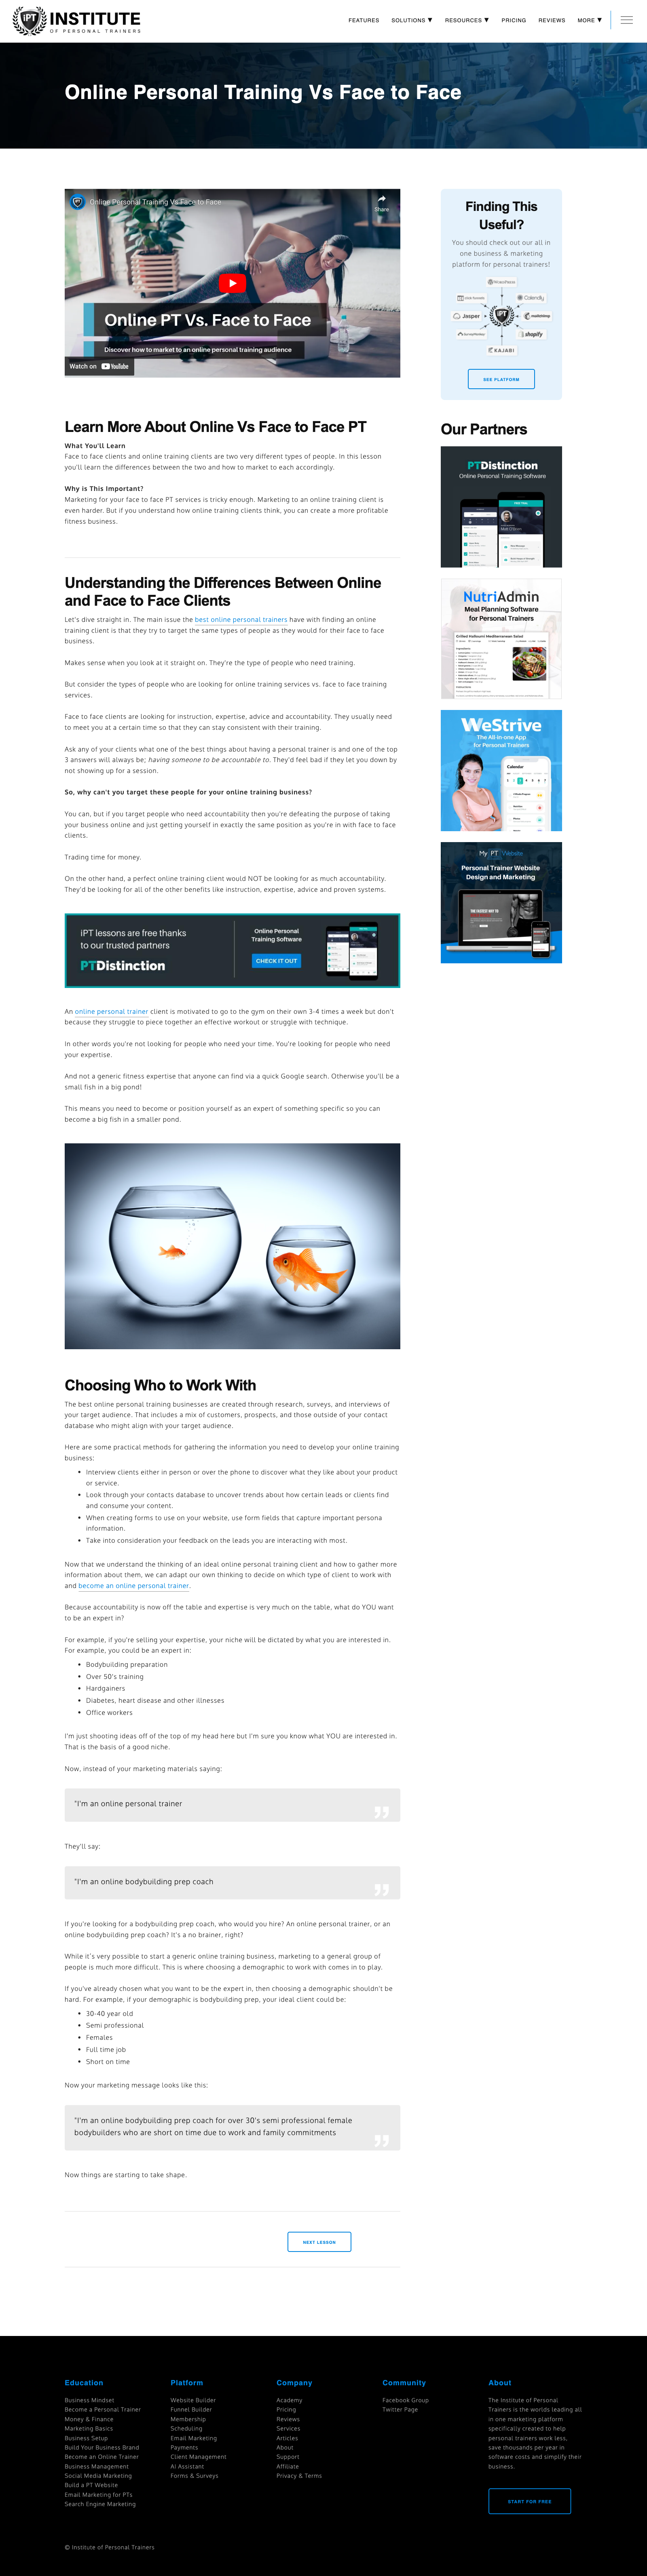 IPT INSTITUTE
OF PERSONAL TRAINERS
FEATURES SOLUTIONS ▼ RESOURCES ▼ PRICING REVIEWS MORE ▼
Online Personal Training Vs Face to Face
Online Personal Training Vs Face to Face
Share
Online PT Vs. Face to Face
Discover how to market to an online personal training audience
Watch on YouTube
Learn More About Online Vs Face to Face PT
What You'll Learn
Face to face clients and online training clients are two very different types of people. In this lesson
you'll learn the differences between the two and how to market to each accordingly.
Why is This Important?
Marketing for your face to face PT services is tricky enough. Marketing to an online training client is
even harder. But if you understand how online training clients think, you can create a more profitable
fitness business.
Understanding the Differences Between Online
and Face to Face Clients
Let's dive straight in. The main issue the best online personal trainers have with finding an online
training client is that they try to target the same types of people as they would for their face to face
business.
Makes sense when you look at it straight on. They're the type of people who need training.
But consider the types of people who are looking for online training services vs. face to face training
services.
Face to face clients are looking for instruction, expertise, advice and accountability. They usually need
to meet you at a certain time so that they can stay consistent with their training.
Ask any of your clients what one of the best things about having a personal trainer is and one of the top
3 answers will always be; having someone to be accountable to. They'd feel bad if they let you down by
not showing up for a session.
So, why can't you target these people for your online training business?
You can, but if you target people who need accountability then you're defeating the purpose of taking
your business online and just getting yourself in exactly the same position as you're in with face to face
clients.
Trading time for money.
On the other hand, a perfect online training client would NOT be looking for as much accountability.
They'd be looking for all of the other benefits like instruction, expertise, advice and proven systems.
iPT lessons are free thanks
to our trusted partners
PTDistinction
Online Personal
Training Software
CHECK IT OUT
An online personal trainer client is motivated to go to the gym on their own 3-4 times a week but don't
because they struggle to piece together an effective workout or struggle with technique.
In other words you're not looking for people who need your time. You're looking for people who need
your expertise.
And not a generic fitness expertise that anyone can find via a quick Google search. Otherwise you'll be a
small fish in a big pond!
This means you need to become or position yourself as an expert of something specific so you can
become a big fish in a smaller pond.
Choosing Who to Work With
The best online personal training businesses are created through research, surveys, and interviews of
your target audience. That includes a mix of customers, prospects, and those outside of your contact
database who might align with your target audience.
Here are some practical methods for gathering the information you need to develop your online training
business:
• Interview clients either in person or over the phone to discover what they like about your product
or service.
• Look through your contacts database to uncover trends about how certain leads or clients find
and consume your content.
• When creating forms to use on your website, use form fields that capture important persona
information.
• Take into consideration your feedback on the leads you are interacting with most.
Now that we understand the thinking of an ideal online personal training client and how to gather more
information about them, we can adapt our own thinking to decide on which type of client to work with
and become an online personal trainer.
Because accountability is now off the table and expertise is very much on the table, what do YOU want
to be an expert in?
For example, if you're selling your expertise, your niche will be dictated by what you are interested in.
For example, you could be an expert in:
• Bodybuilding preparation
• Over 50's training
• Hardgainers
• Diabetes, heart disease and other illnesses
• Office workers
I'm just shooting ideas off of the top of my head here but I'm sure you know what YOU are interested in.
That is the basis of a good niche.
Now, instead of your marketing materials saying:
"I'm an online personal trainer
They'll say:
"I'm an online bodybuilding prep coach
If you're looking for a bodybuilding prep coach, who would you hire? An online personal trainer, or an
online bodybuilding prep coach? It's a no brainer, right?
While it's very possible to start a generic online training business, marketing to a general group of
people is much more difficult. This is where choosing a demographic to work with comes in to play.
If you've already chosen what you want to be the expert in, then choosing a demographic shouldn't be
hard. For example, if your demographic is bodybuilding prep, your ideal client could be:
• 30-40 year old
• Semi professional
• Females
• Full time job
• Short on time
Now your marketing message looks like this:
"I'm an online bodybuilding prep coach for over 30's semi professional female
bodybuilders who are short on time due to work and family commitments
Now things are starting to take shape.
NEXT LESSON
Finding This
Useful?
You should check out our all in
one business & marketing
platform for personal trainers!
WordPress
Calendly
Jasper
IPT
mailchimp
SurveyMonkey
shopify
KAJABI
SEE PLATFORM
Our Partners
PTDistinction
Online Personal Training Software
NutriAdmin
Meal Planning Software
for Personal Trainers
Grilled Halloumi Mediterranean Salad
Ingredients
WeStrive
The All-in-one App
for Personal Trainers
Calendar
My PT Website
Personal Trainer Website
Design and Marketing
Education
Business Mindset
Become a Personal Trainer
Money & Finance
Marketing Basics
Business Setup
Build Your Business Brand
Become an Online Trainer
Business Management
Social Media Marketing
Build a PT Website
Email Marketing for PTs
Search Engine Marketing
Platform
Website Builder
Funnel Builder
Membership
Scheduling
Email Marketing
Payments
Client Management
AI Assistant
Forms & Surveys
Company
Academy
Pricing
Reviews
Services
Articles
About
Support
Affiliate
Privacy & Terms
Community
Facebook Group
Twitter Page
About
The Institute of Personal
Trainers is the worlds leading all
in one marketing platform
specifically created to help
personal trainers work less,
save thousands per year in
software costs and simplify their
business.
START FOR FREE
© Institute of Personal Trainers